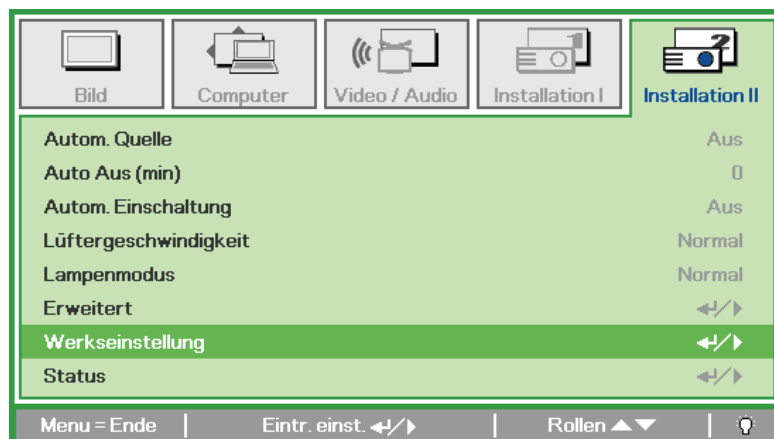 Bild Computer Video / Audio Installation I Installation II
Autom. Quelle Aus
Auto Aus (min) 0
Autom. Einschaltung Aus
Lüftergeschwindigkeit Normal
Lampenmodus Normal
Erweitert ↵/▶
Werkseinstellung ↵/▶
Status ↵/▶
Menu = Ende Eintr. einst. ↵/▶ Rollen ▲▼